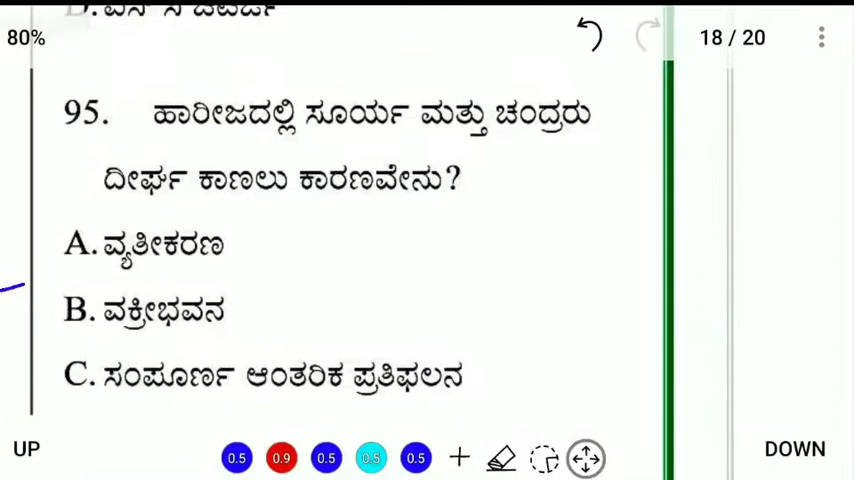 80%
18 / 20
95. ಹಾರೀಜದಲ್ಲಿ ಸೂರ್ಯ ಮತ್ತು ಚಂದ್ರರು
ದೀರ್ಘ ಕಾಣಲು ಕಾರಣವೇನು?
A. ವ್ಯತೀಕರಣ
B. ವಕ್ರೀಭವನ
C. ಸಂಪೂರ್ಣ ಆಂತರಿಕ ಪ್ರತಿಫಲನ
UP
0.5 0.9 0.5 0.5 0.5
DOWN